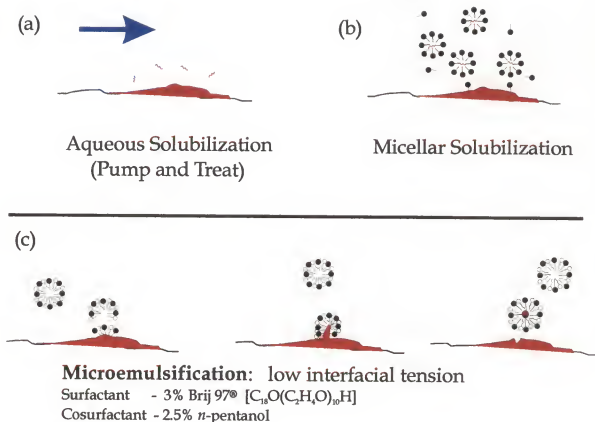 (a)
(b)
Aqueous Solubilization
(Pump and Treat)
Micellar Solubilization
(c)
Microemulsification: low interfacial tension
Surfactant - 3% Brij 97® [C₁₈O(C₂H₄O)₁₀H]
Cosurfactant - 2.5% n-pentanol